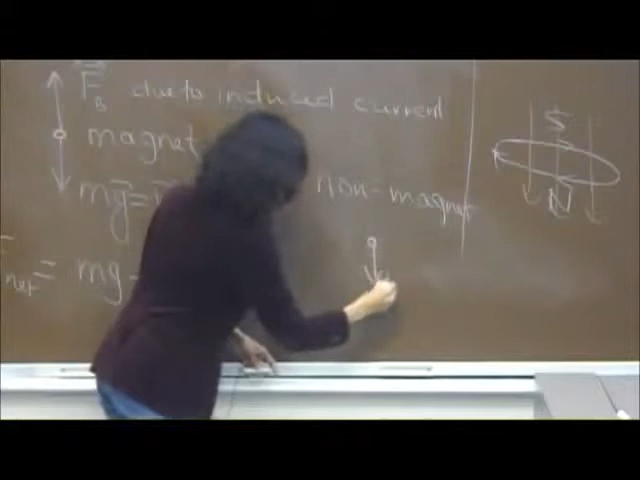 F_B due to induced current
S
magnet
N
mg = non-magnet
net = mg -